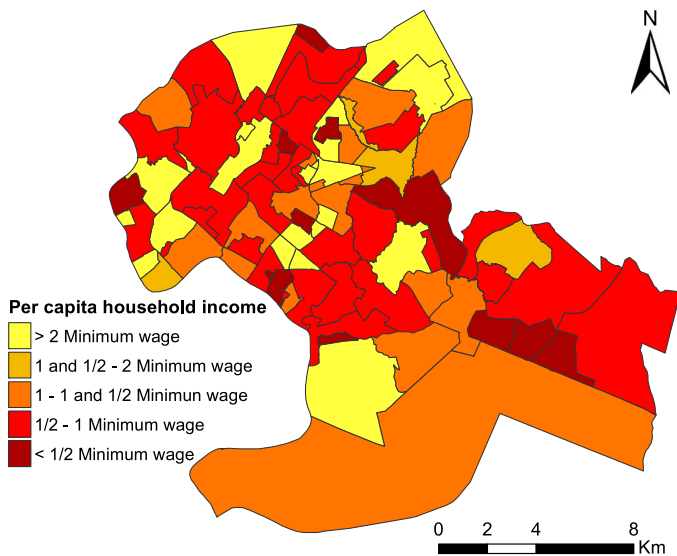 N
Per capita household income
> 2 Minimum wage
1 and 1/2 - 2 Minimum wage
1 - 1 and 1/2 Minimun wage
1/2 - 1 Minimum wage
< 1/2 Minimum wage
0 2 4 8
Km